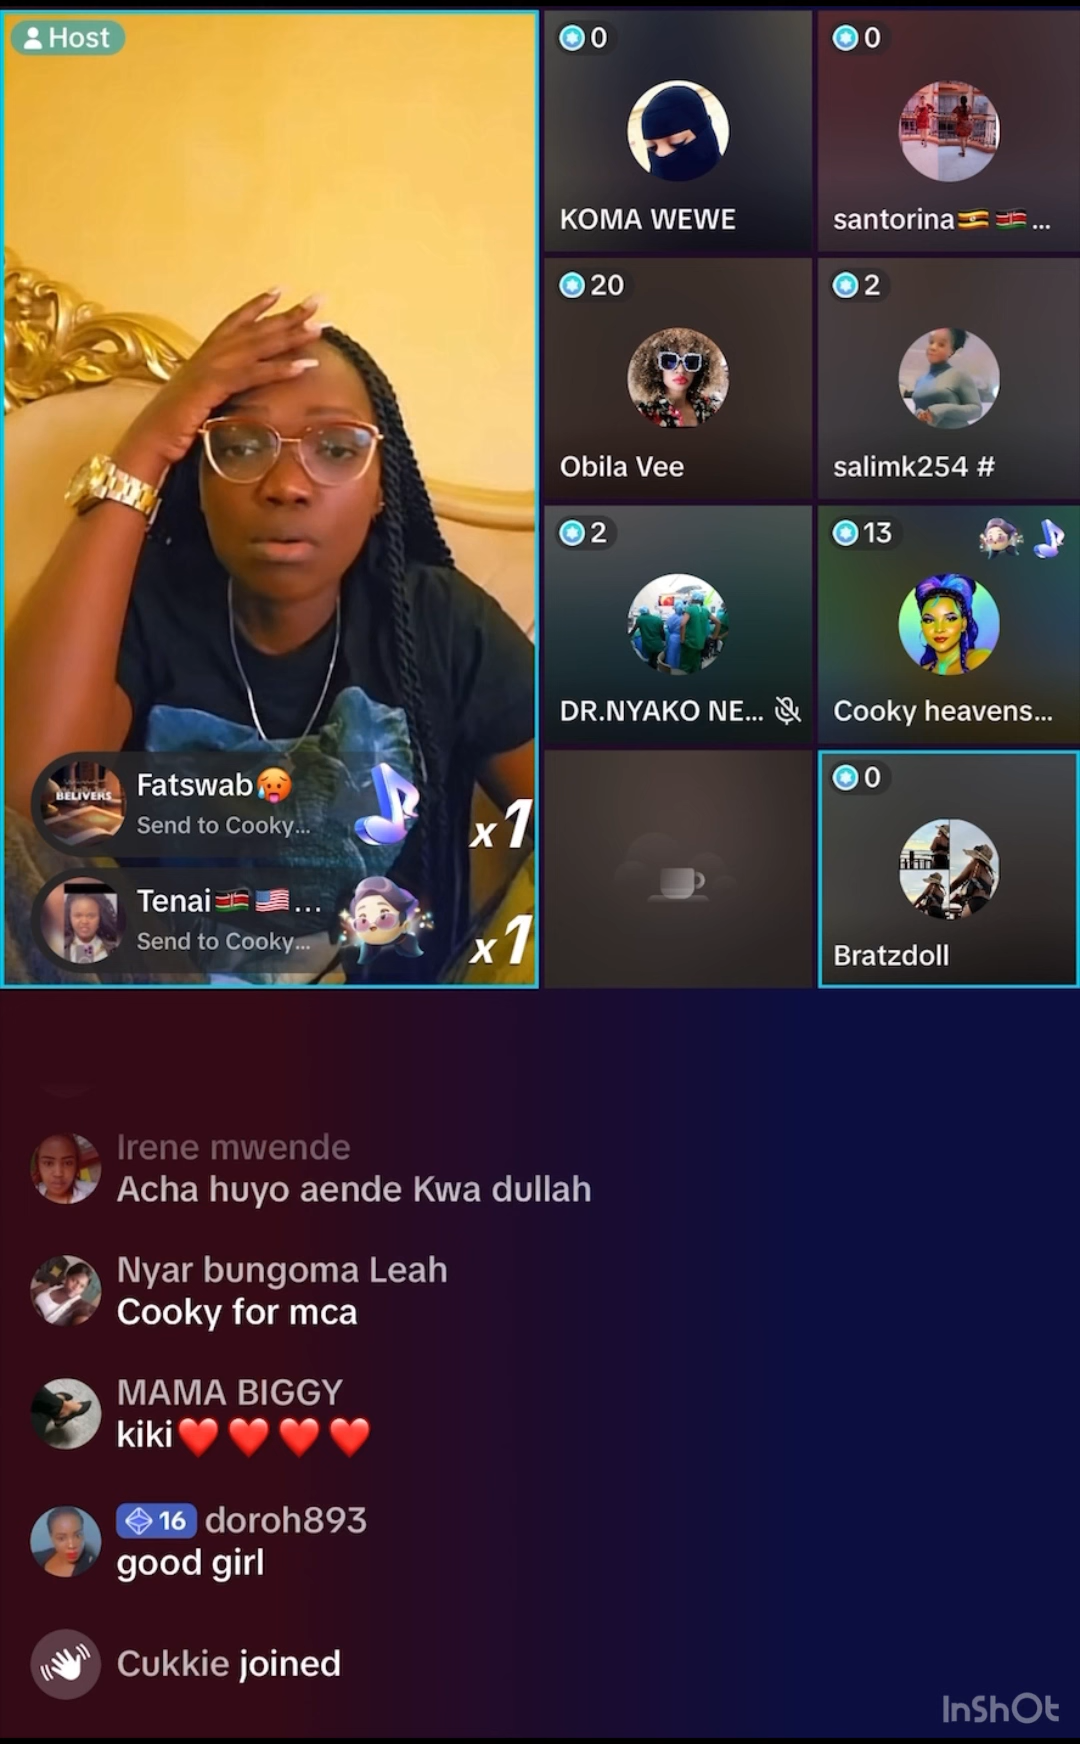 Host
0
KOMA WEWE
0
santorina🇺🇬🇰🇪...
20
Obila Vee
2
salimk254 #
2
DR.NYAKO NE...
13
Cooky heavens...
0
Bratzdoll
BELIVERS
Fatswab🥵
Send to Cooky...
x1
Tenai🇰🇪🇺🇸...
Send to Cooky...
x1
Irene mwende
Acha huyo aende Kwa dullah
Nyar bungoma Leah
Cooky for mca
MAMA BIGGY
kiki❤️❤️❤️❤️
16 doroh893
good girl
Cukkie joined
InShOt